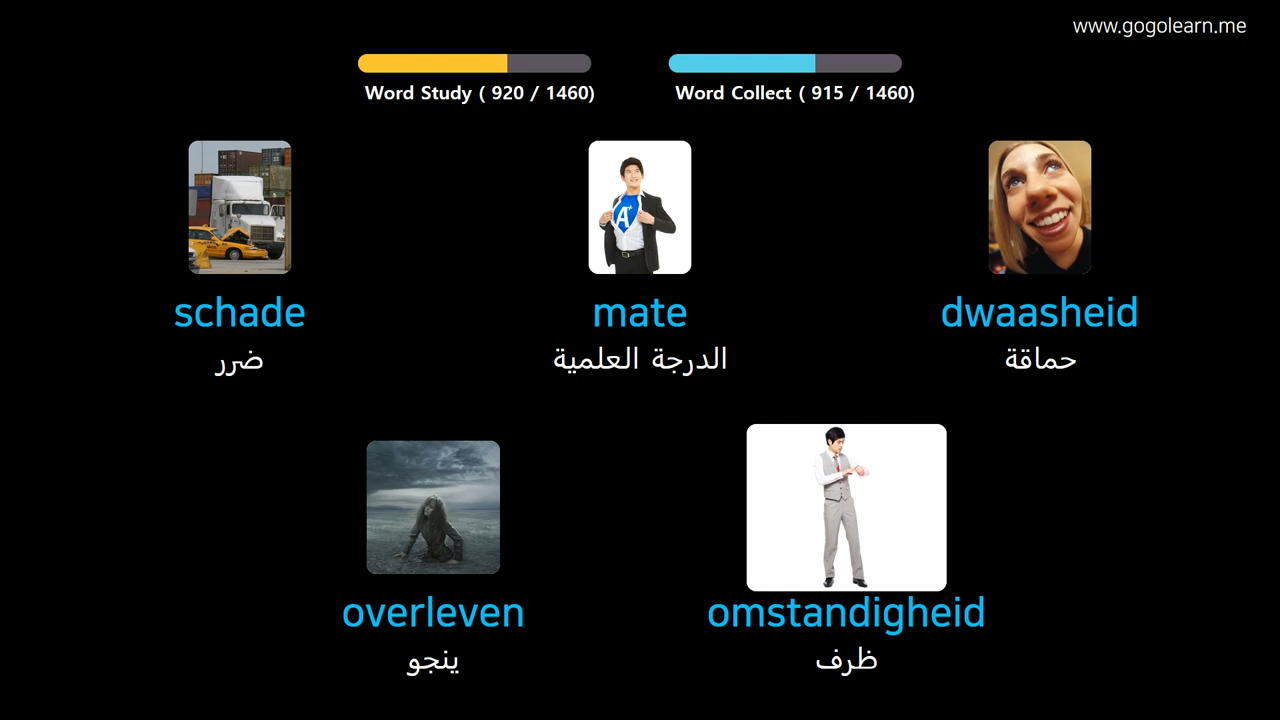 www.gogolearn.me
Word Study ( 920 / 1460)
Word Collect ( 915 / 1460)
A+
schade
ضرر
mate
الدرجة العلمية
dwaasheid
حماقة
overleven
ينجو
omstandigheid
ظرف